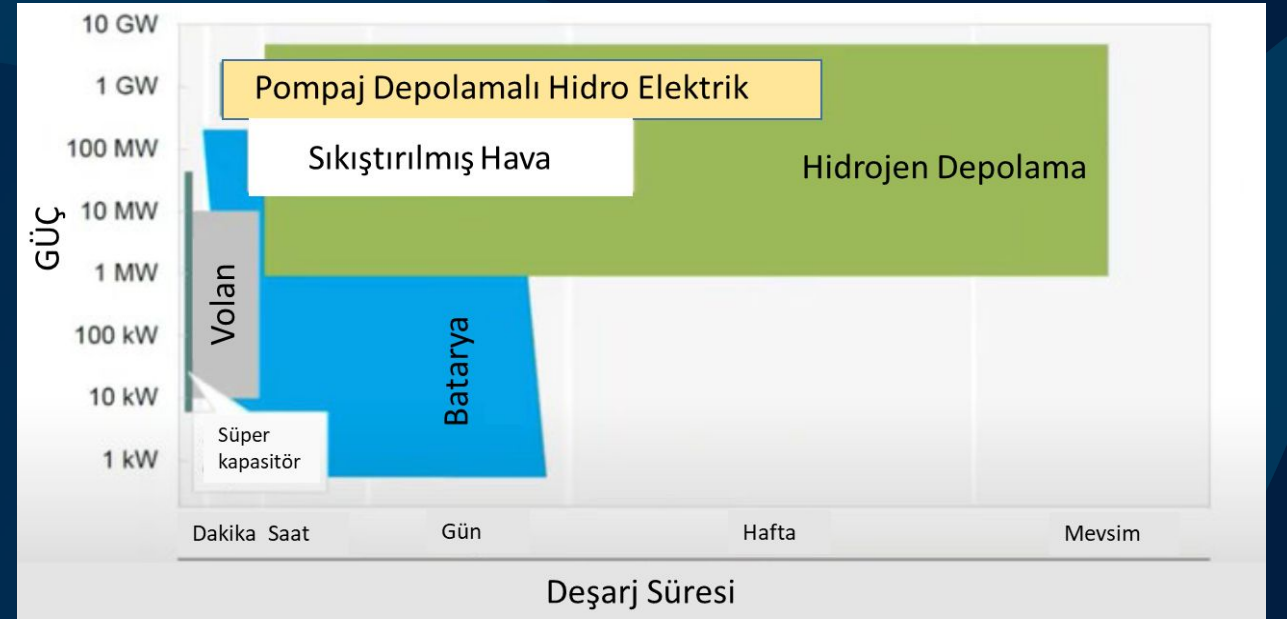 10 GW
1 GW
100 MW
10 MW
1 MW
100 kW
10 kW
1 kW
GÜÇ
Pompaj Depolamalı Hidro Elektrik
Sıkıştırılmış Hava
Hidrojen Depolama
Volan
Batarya
Süper
kapasitör
Dakika Saat Gün Hafta Mevsim
Deşarj Süresi